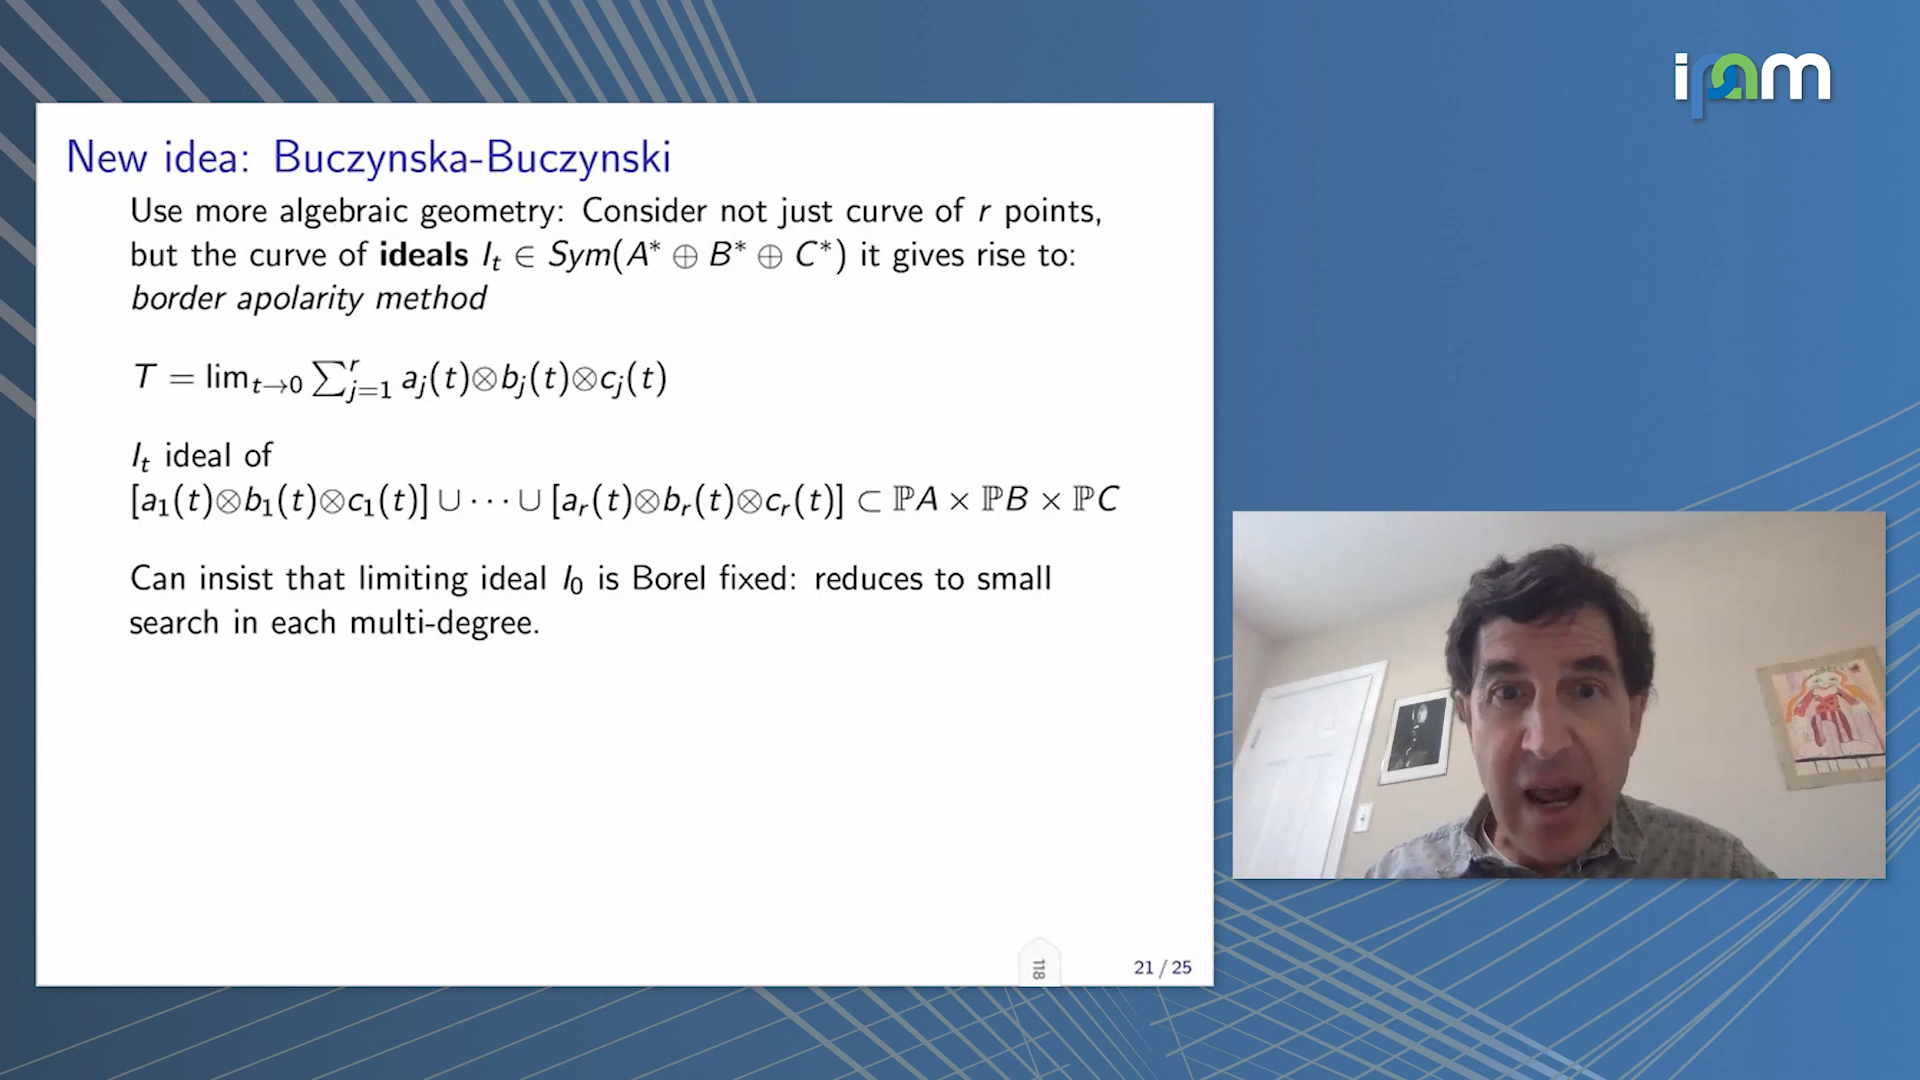 ipam
New idea: Buczynska-Buczynski
Use more algebraic geometry: Consider not just curve of r points,
but the curve of ideals I_t ∈ Sym(A* ⊕ B* ⊕ C*) it gives rise to:
border apolarity method
T = lim_{t→0} ∑_{j=1}^r a_j(t)⊗b_j(t)⊗c_j(t)
I_t ideal of
[a_1(t)⊗b_1(t)⊗c_1(t)] ∪ ⋯ ∪ [a_r(t)⊗b_r(t)⊗c_r(t)] ⊂ ℙA × ℙB × ℙC
Can insist that limiting ideal I_0 is Borel fixed: reduces to small
search in each multi-degree.
118
21 / 25